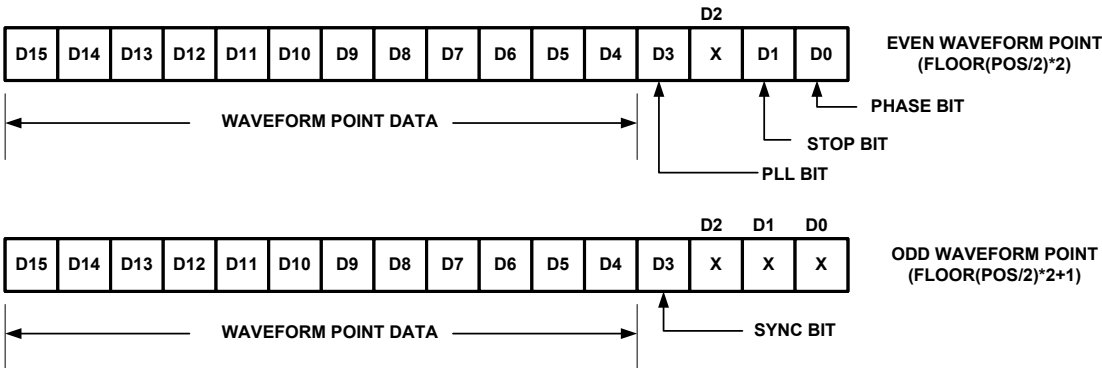 D2
D15 D14 D13 D12 D11 D10 D9 D8 D7 D6 D5 D4 D3 X D1 D0
EVEN WAVEFORM POINT
(FLOOR(POS/2)*2)
PHASE BIT
WAVEFORM POINT DATA
STOP BIT
PLL BIT
D2 D1 D0
D15 D14 D13 D12 D11 D10 D9 D8 D7 D6 D5 D4 D3 X X X
ODD WAVEFORM POINT
(FLOOR(POS/2)*2+1)
WAVEFORM POINT DATA
SYNC BIT